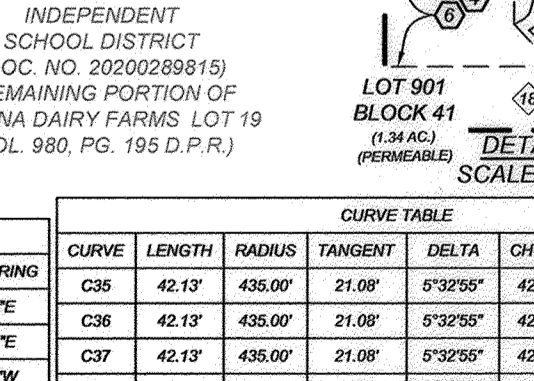 INDEPENDENT
SCHOOL DISTRICT
OC. NO. 20200289815)
EMAINING PORTION OF
NA DAIRY FARMS LOT 19
OL. 980, PG. 195 D.P.R.)
6
LOT 901
BLOCK 41
(1.34 AC.)
(PERMEABLE)
18
DETA
SCALE
CURVE TABLE
CURVE LENGTH RADIUS TANGENT DELTA CH
RING
C35 42.13' 435.00' 21.08' 5°32'55" 42
"E
C36 42.13' 435.00' 21.08' 5°32'55" 42
"E
C37 42.13' 435.00' 21.08' 5°32'55" 42
"W